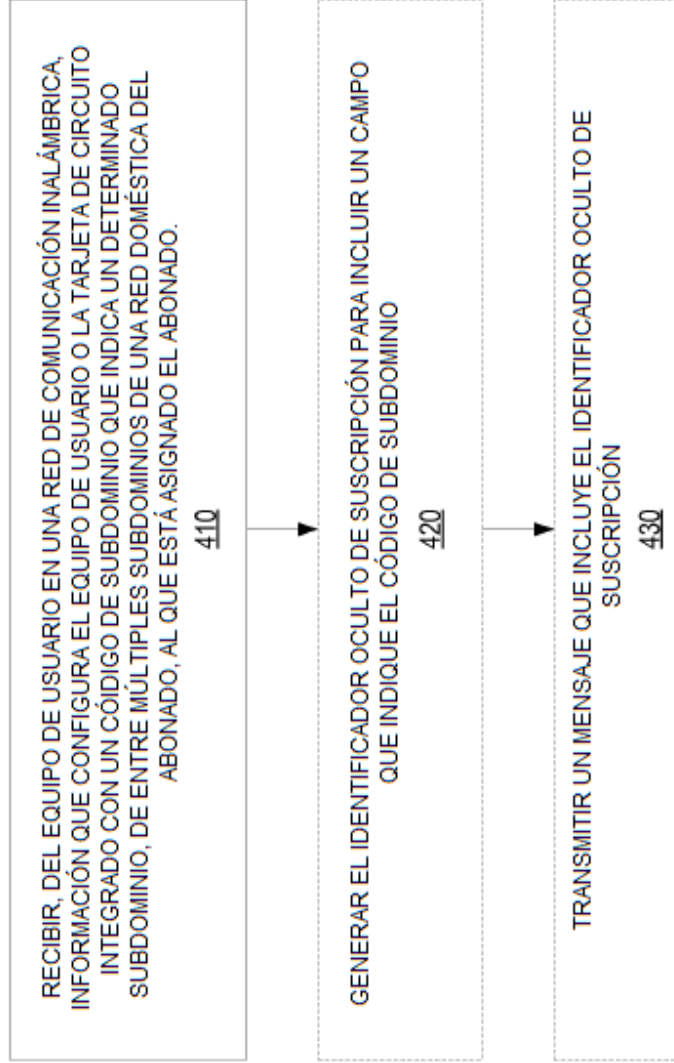 RECIBIR, DEL EQUIPO DE USUARIO EN UNA RED DE COMUNICACIÓN INALÁMBRICA,
INFORMACIÓN QUE CONFIGURA EL EQUIPO DE USUARIO O LA TARJETA DE CIRCUITO
INTEGRADO CON UN CÓIDIGO DE SUBDOMINIO QUE INDICA UN DETERMINADO
SUBDOMINIO, DE ENTRE MÚLTIPLES SUBDOMINIOS DE UNA RED DOMÉSTICA DEL
ABONADO, AL QUE ESTÁ ASIGNADO EL ABONADO.
410
GENERAR EL IDENTIFICADOR OCULTO DE SUSCRIPCIÓN PARA INCLUIR UN CAMPO
QUE INDIQUE EL CÓDIGO DE SUBDOMINIO
420
TRANSMITIR UN MENSAJE QUE INCLUYE EL IDENTIFICADOR OCULTO DE
SUSCRIPCIÓN
430